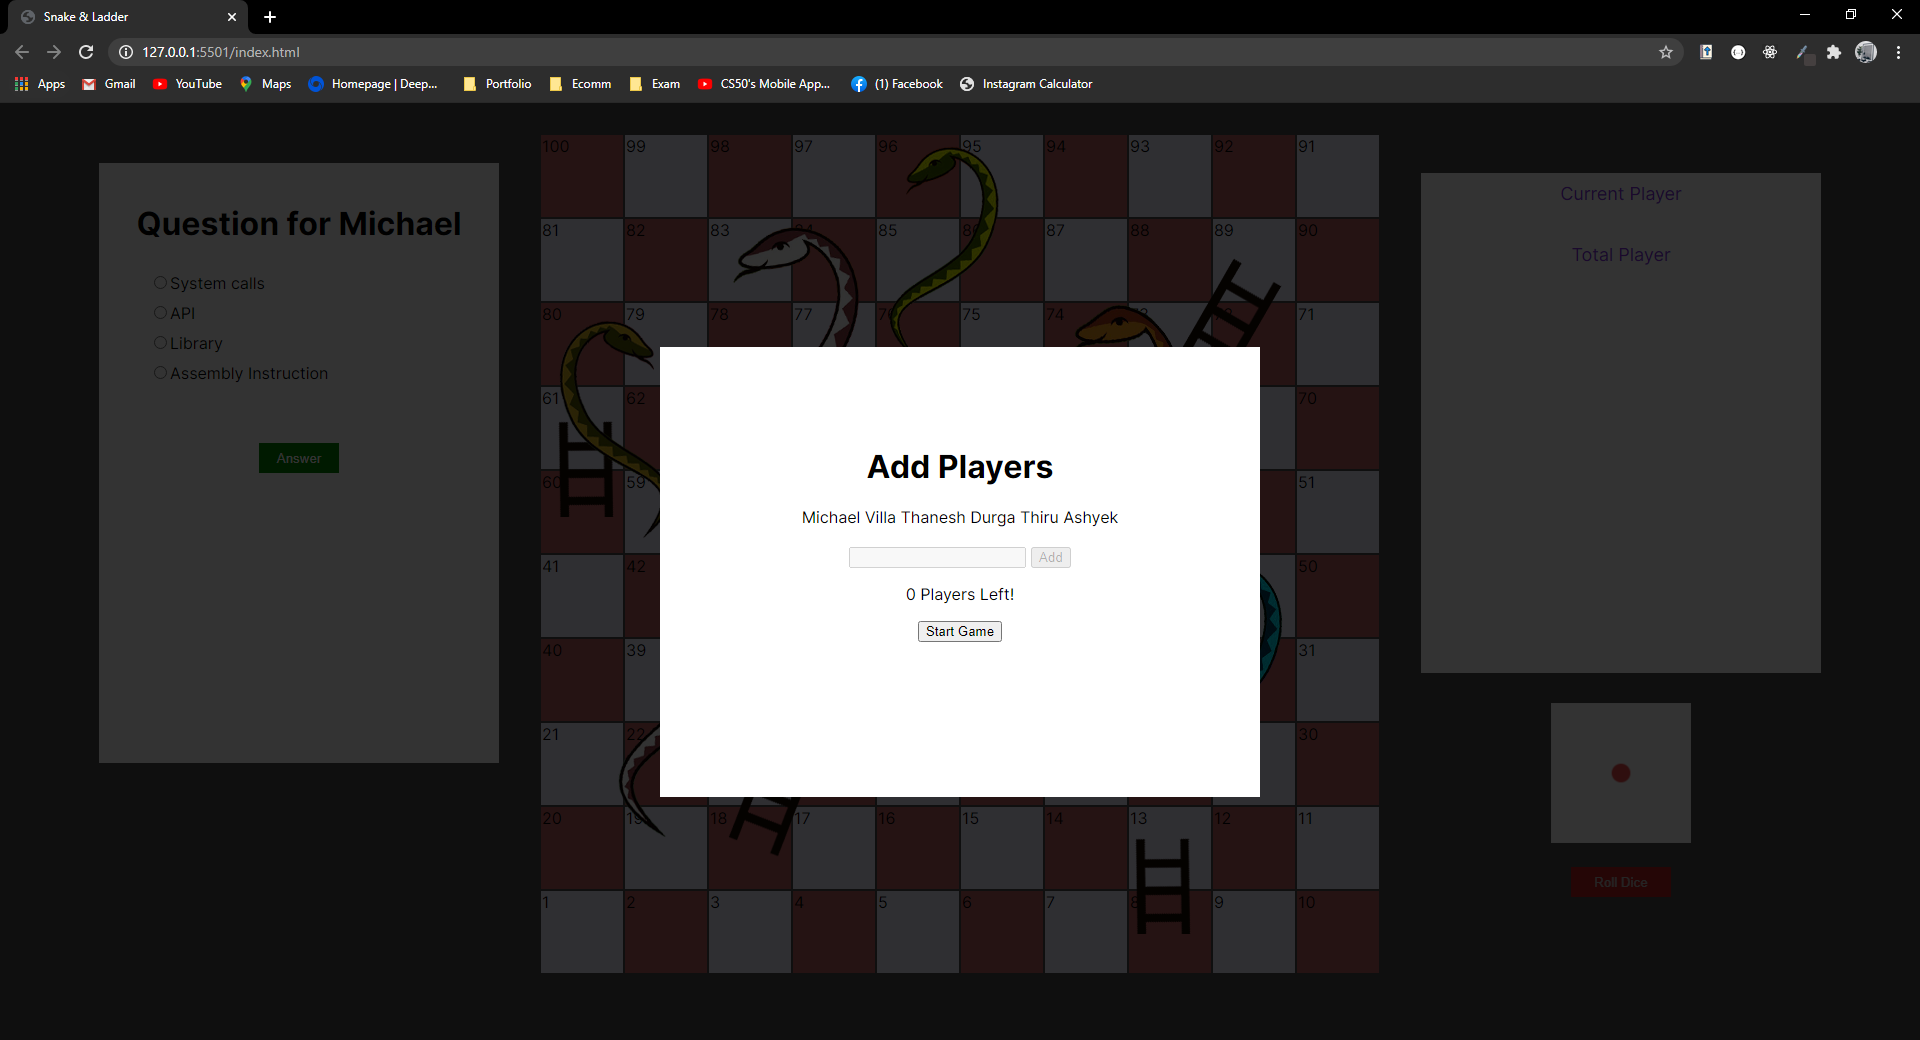 Snake & Ladder
127.0.0.1:5501/index.html
Apps Gmail YouTube Maps Homepage | Deep... Portfolio Ecomm Exam CS50's Mobile App... (1) Facebook Instagram Calculator
Question for Michael
System calls
API
Library
Assembly Instruction
Answer
100 99 98 97 96 95 94 93 92 91
81 82 83 84 85 86 87 88 89 90
80 79 78 77 75 74 71
61 62 70
60 59 51
41 42 50
40 39 31
21 22 30
20 19 18 17 16 15 14 13 12 11
1 2 3 4 5 6 7 8 9 10
Add Players
Michael Villa Thanesh Durga Thiru Ashyek
Add
0 Players Left!
Start Game
Current Player
Total Player
Roll Dice